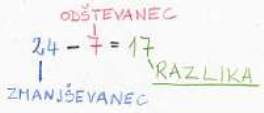 ODŠTEVANEC
24 - 7 = 17
RAZLIKA
ZMANJŠEVANEC